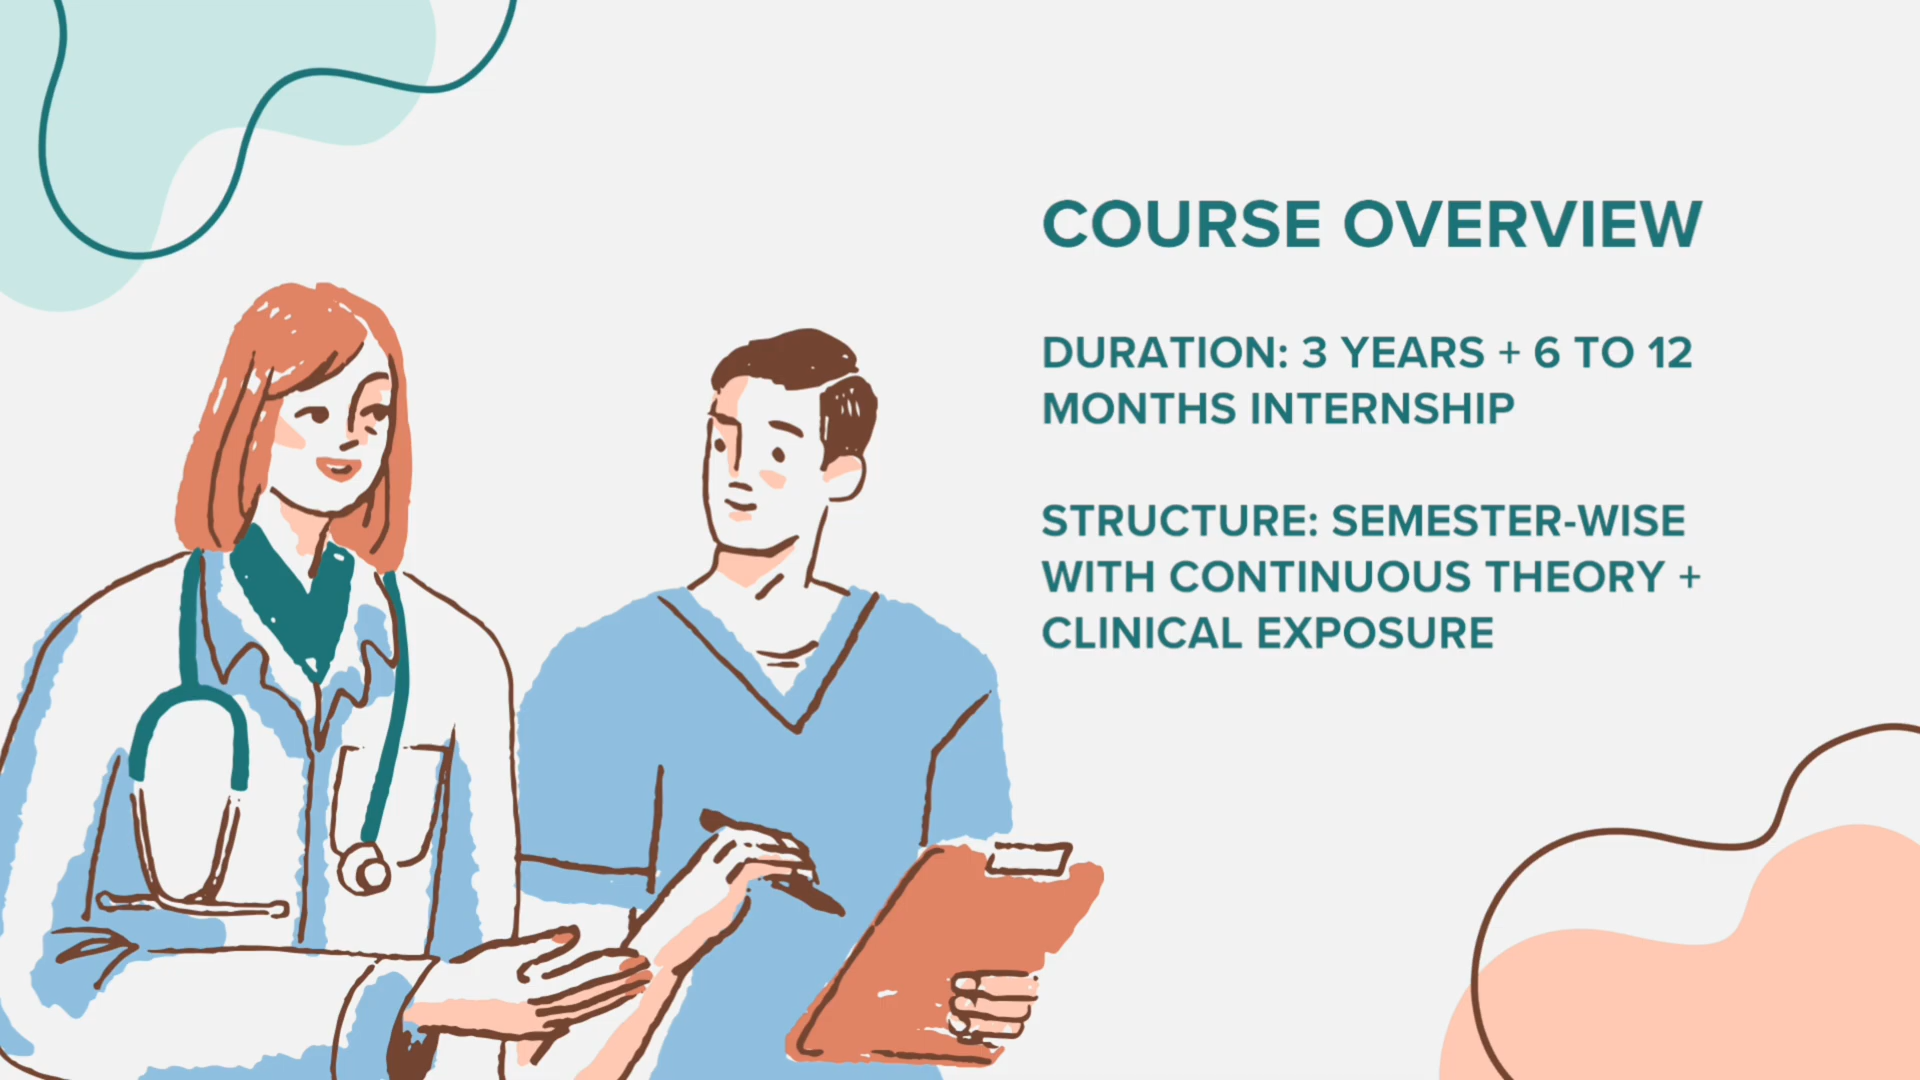 COURSE OVERVIEW
DURATION: 3 YEARS + 6 TO 12
MONTHS INTERNSHIP
STRUCTURE: SEMESTER-WISE
WITH CONTINUOUS THEORY +
CLINICAL EXPOSURE